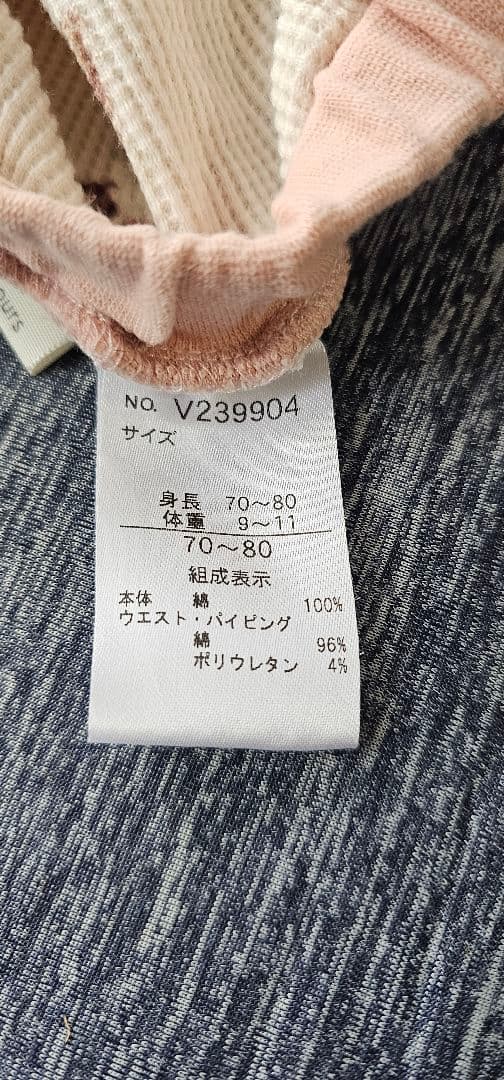 NO. V239904
サイズ
身長 70〜80
体重 9〜11
70〜80
組成表示
本体 綿 100%
ウエスト・パイピング
綿 96%
ポリウレタン 4%
ours